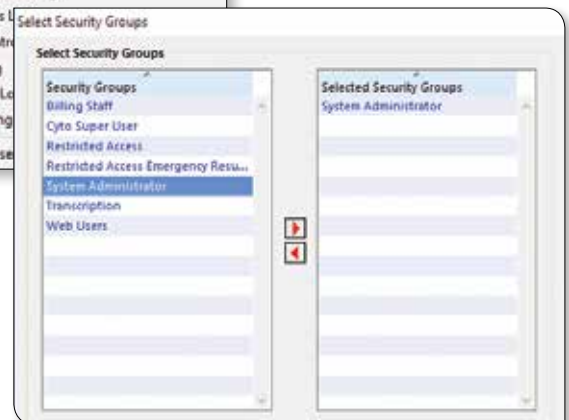 Select Security Groups
Select Security Groups
Security Groups
Billing Staff
Cyto Super User
Restricted Access
Restricted Access Emergency Resu...
System Administrator
Transcription
Web Users
Selected Security Groups
System Administrator